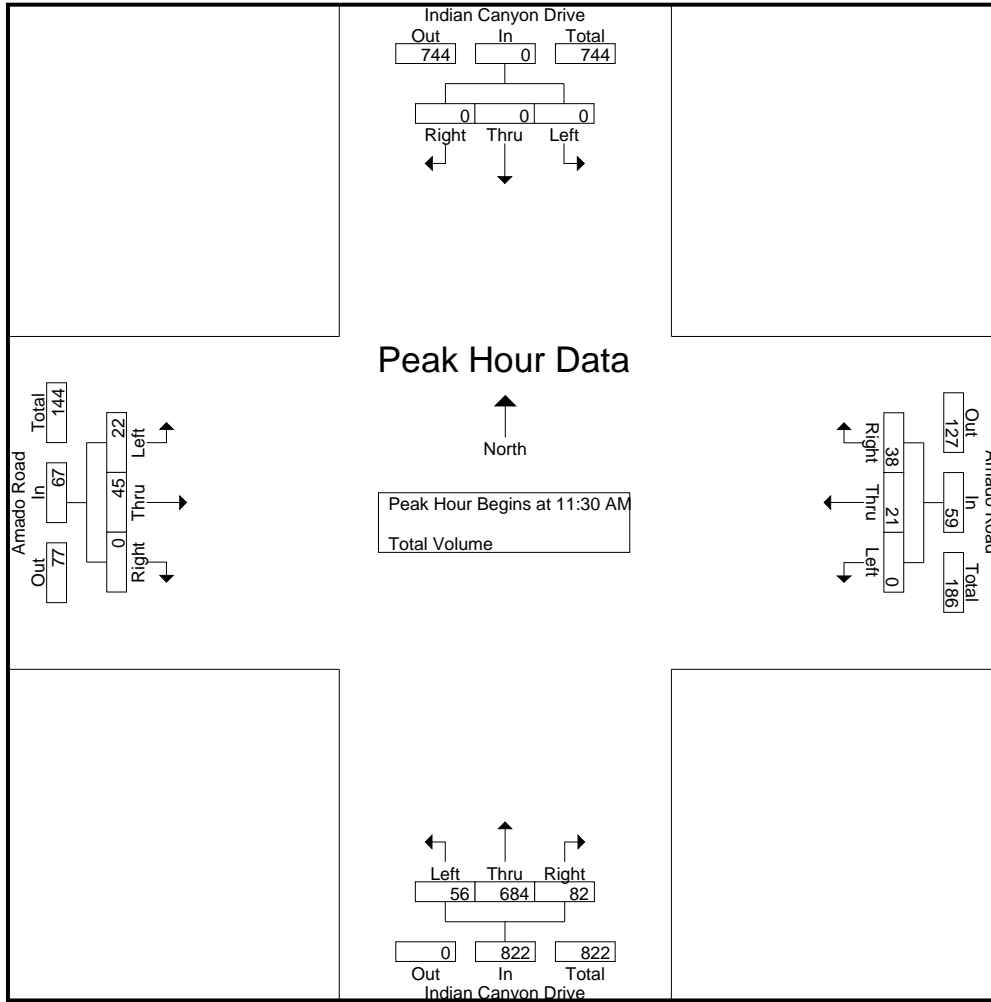 Indian Canyon Drive
Out In Total
744 0 744
0 0 0
Right Thru Left
Peak Hour Data
North
Peak Hour Begins at 11:30 AM
Total Volume
Amado Road
Total In Out
144 67 77
22 45 0
Left Thru Right
Amado Road
Out In Total
127 59 186
38 21 0
Right Thru Left
Left Thru Right
56 684 82
0 822 822
Out In Total
Indian Canyon Drive